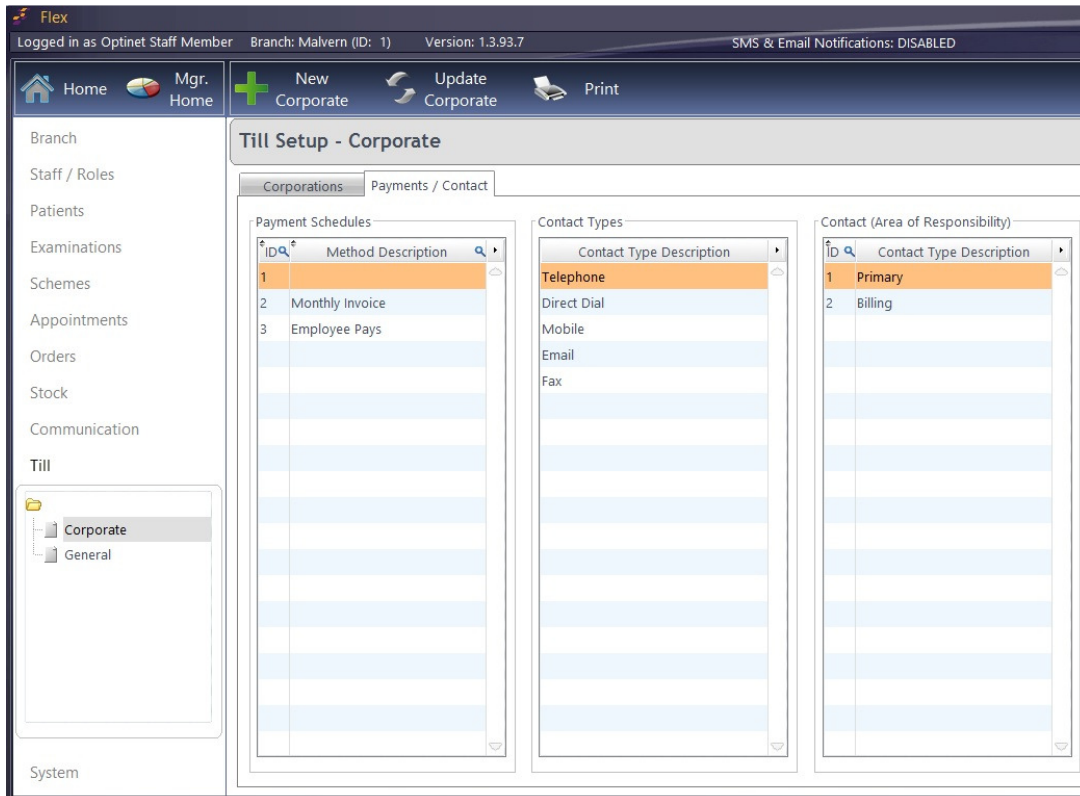 Flex
Logged in as Optinet Staff Member Branch: Malvern (ID: 1) Version: 1.3.93.7 SMS & Email Notifications: DISABLED
Home
Mgr. Home
New Corporate
Update Corporate
Print
Branch
Staff / Roles
Patients
Examinations
Schemes
Appointments
Orders
Stock
Communication
Till
Corporate
General
System
Till Setup - Corporate
Corporations Payments / Contact
Payment Schedules
ID Method Description
1
2 Monthly Invoice
3 Employee Pays
Contact Types
Contact Type Description
Telephone
Direct Dial
Mobile
Email
Fax
Contact (Area of Responsibility)
ID Contact Type Description
1 Primary
2 Billing